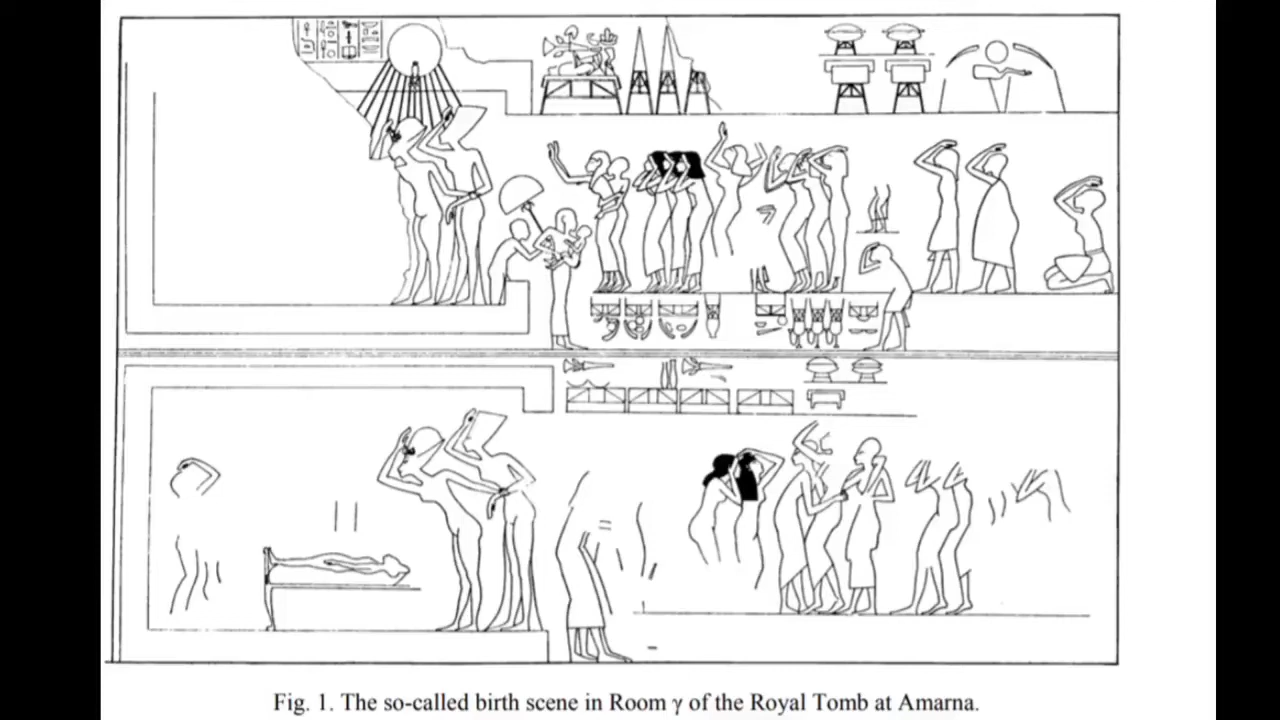 Fig. 1. The so-called birth scene in Room γ of the Royal Tomb at Amarna.